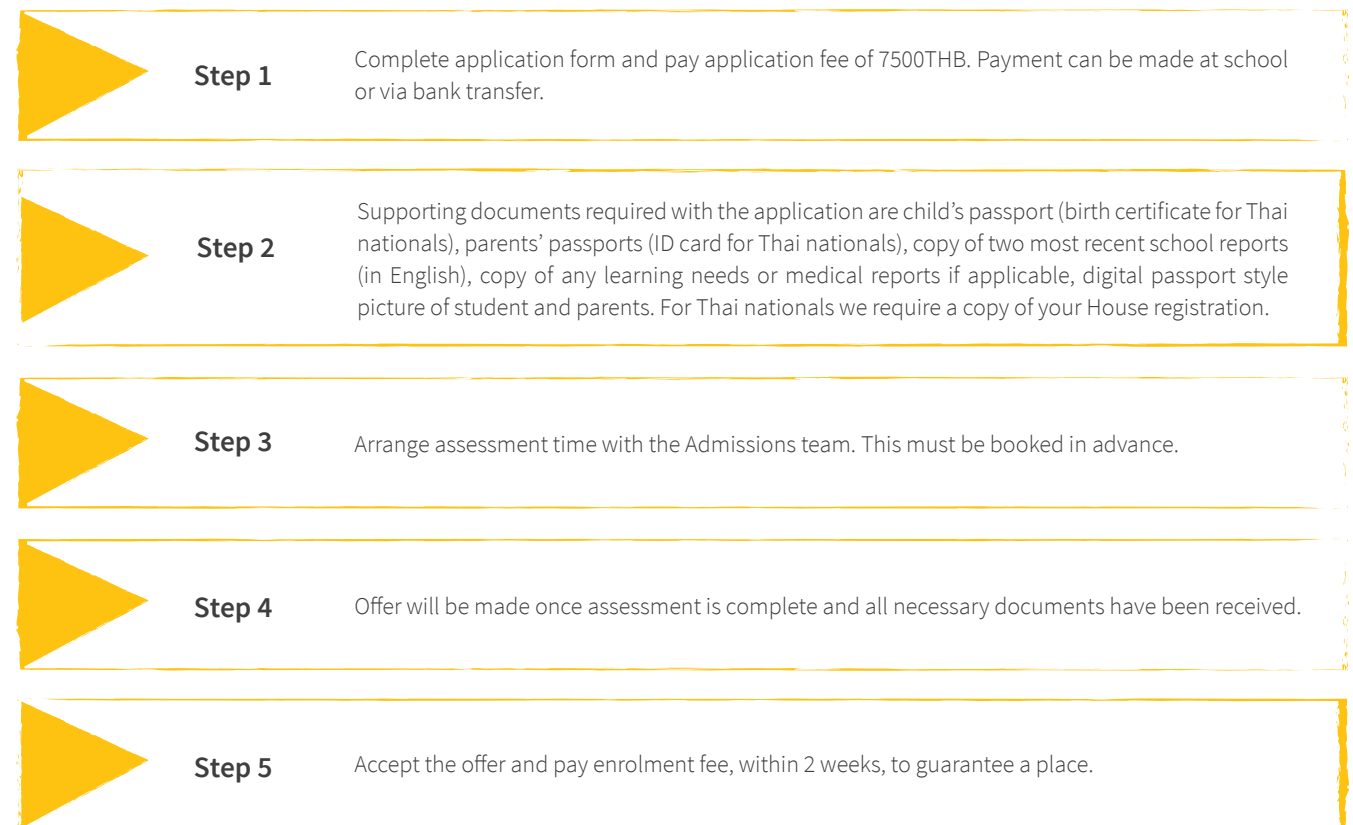 Step 1
Complete application form and pay application fee of 7500THB. Payment can be made at school
or via bank transfer.
Step 2
Supporting documents required with the application are child’s passport (birth certificate for Thai
nationals), parents’ passports (ID card for Thai nationals), copy of two most recent school reports
(in English), copy of any learning needs or medical reports if applicable, digital passport style
picture of student and parents. For Thai nationals we require a copy of your House registration.
Step 3
Arrange assessment time with the Admissions team. This must be booked in advance.
Step 4
Offer will be made once assessment is complete and all necessary documents have been received.
Step 5
Accept the offer and pay enrolment fee, within 2 weeks, to guarantee a place.